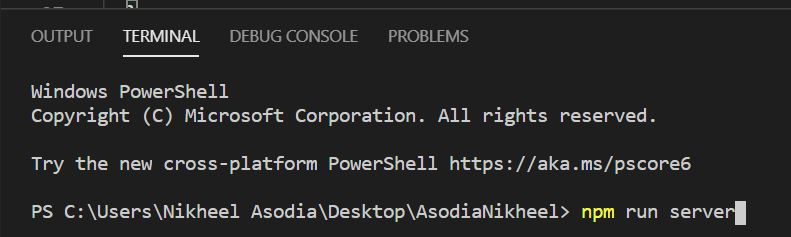 OUTPUT TERMINAL DEBUG CONSOLE PROBLEMS
Windows PowerShell
Copyright (C) Microsoft Corporation. All rights reserved.
Try the new cross-platform PowerShell https://aka.ms/pscore6
PS C:\Users\Nikheel Asodia\Desktop\AsodiaNikheel> npm run server